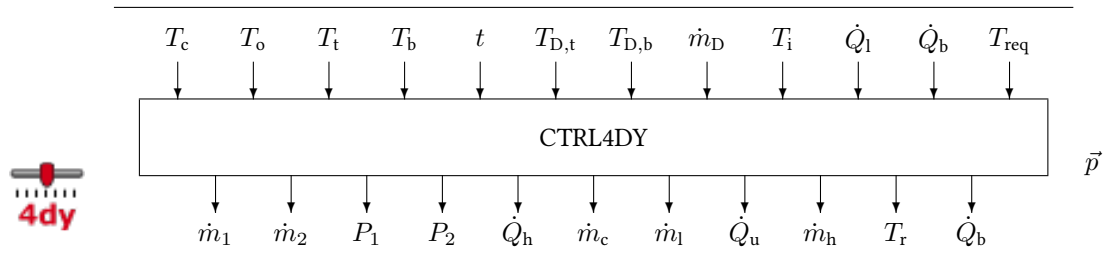 T_c T_o T_t T_b t T_D,t T_D,b ṁ_D T_i Q̇_l Q̇_b T_req
CTRL4DY
p⃗
4dy
ṁ_1 ṁ_2 P_1 P_2 Q̇_h ṁ_c ṁ_l Q̇_u ṁ_h T_r Q̇_b